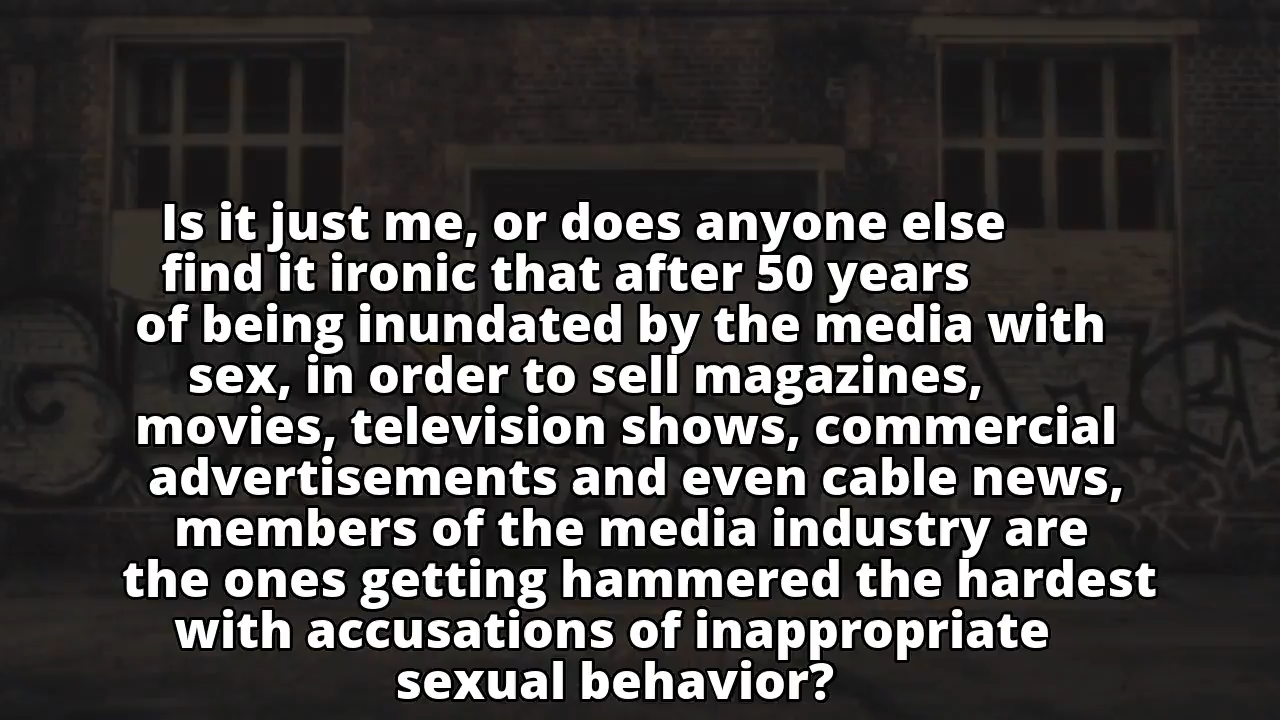 Is it just me, or does anyone else
find it ironic that after 50 years
of being inundated by the media with
sex, in order to sell magazines,
movies, television shows, commercial
advertisements and even cable news,
members of the media industry are
the ones getting hammered the hardest
with accusations of inappropriate
sexual behavior?